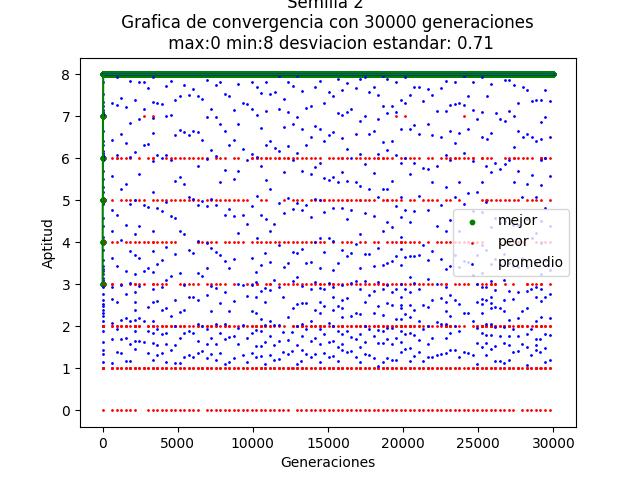 Semilla 2
Grafica de convergencia con 30000 generaciones
max:0 min:8 desviacion estandar: 0.71
8
7
6
5
4
3
2
1
0
Aptitud
mejor
peor
promedio
0 5000 10000 15000 20000 25000 30000
Generaciones